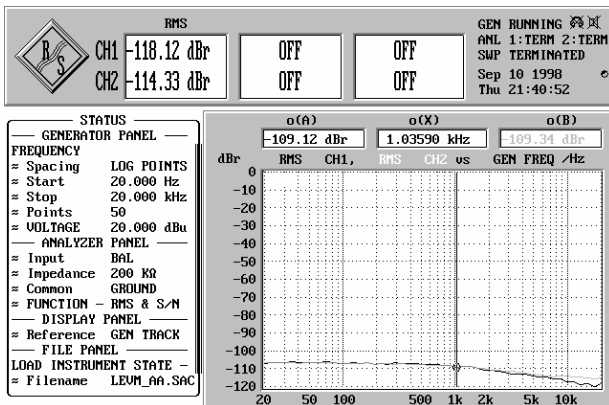 RMS
R
S
CH1 -118.12 dBr OFF OFF
CH2 -114.33 dBr OFF OFF
GEN RUNNING
ANL 1:TERM 2:TERM
SWP TERMINATED
Sep 10 1998
Thu 21:40:52
STATUS
GENERATOR PANEL
FREQUENCY
≈ Spacing LOG POINTS
≈ Start 20.000 Hz
≈ Stop 20.000 kHz
≈ Points 50
≈ VOLTAGE 20.000 dBu
ANALYZER PANEL
≈ Input BAL
≈ Impedance 200 KΩ
≈ Common GROUND
≈ FUNCTION - RMS & S/N
DISPLAY PANEL
≈ Reference GEN TRACK
FILE PANEL
LOAD INSTRUMENT STATE -
≈ Filename LEVM_AA.SAC
o(A) o(X) o(B)
-109.12 dBr 1.03590 kHz -109.34 dBr
dBr RMS CH1, RMS CH2 vs GEN FREQ /Hz
0
-10
-20
-30
-40
-50
-60
-70
-80
-90
-100
-110
-120
20 50 100 500 1k 2k 5k 10k